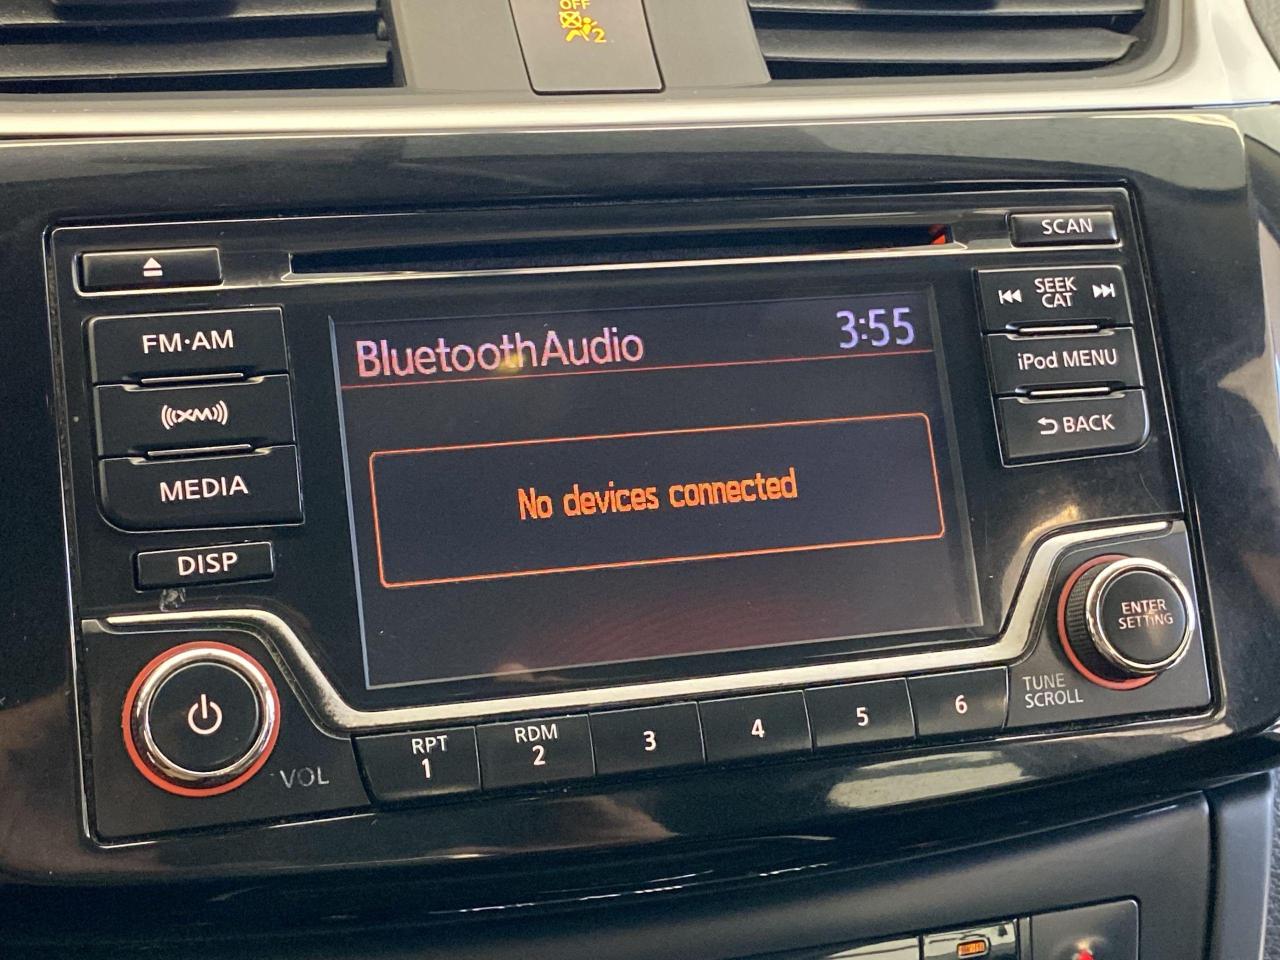 OFF
2
SCAN
SEEK
CAT
FM·AM
BluetoothAudio
3:55
iPod MENU
XM
BACK
MEDIA
No devices connected
DISP
ENTER
SETTING
TUNE
SCROLL
VOL
RPT
1
RDM
2
3
4
5
6